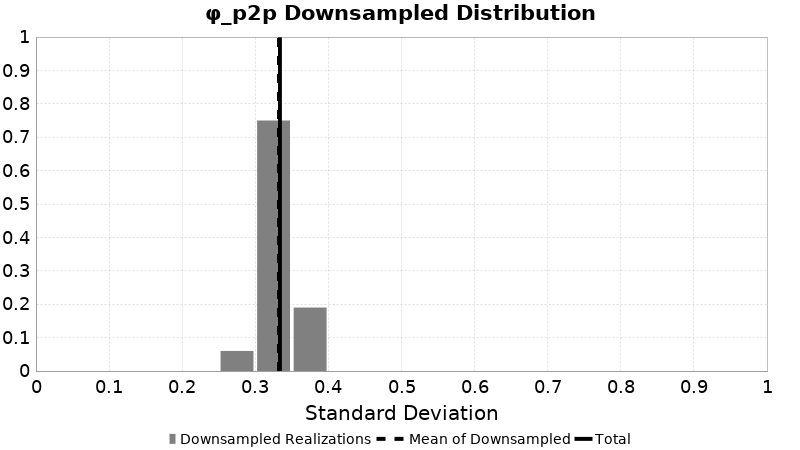 φ_p2p Downsampled Distribution
1
0.9
0.8
0.7
0.6
0.5
0.4
0.3
0.2
0.1
0
0 0.1 0.2 0.3 0.4 0.5 0.6 0.7 0.8 0.9 1
Standard Deviation
Downsampled Realizations Mean of Downsampled Total